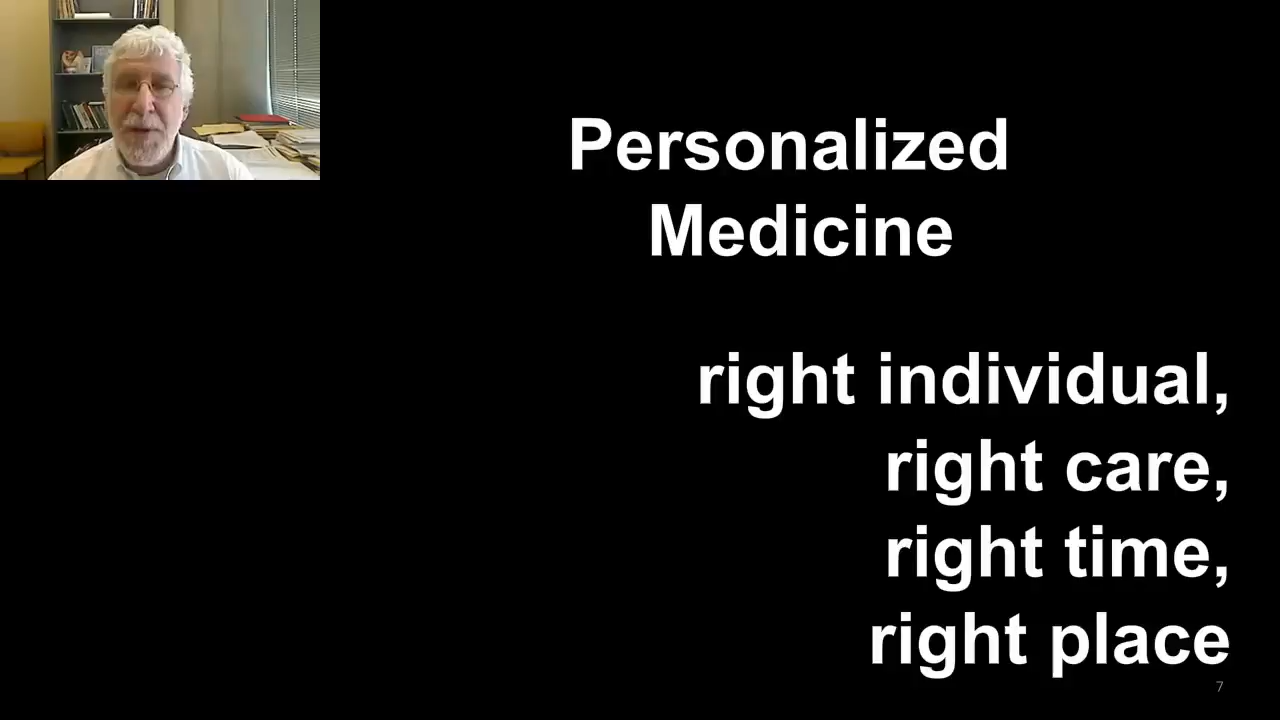 Personalized
Medicine
right individual,
right care,
right time,
right place
7